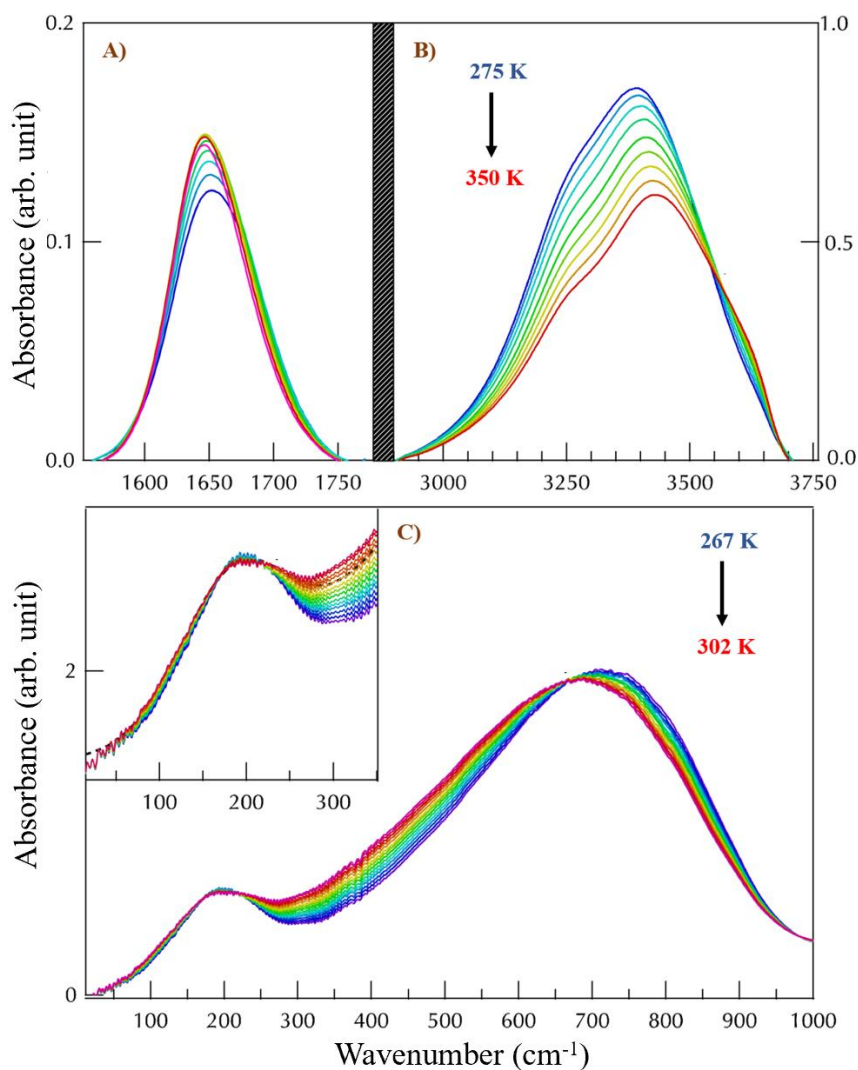 0.2
A)
B)
1.0
275 K
350 K
0.1
0.5
Absorbance (arb. unit)
0.0
0.0
1600
1650
1700
1750
3000
3250
3500
3750
C)
267 K
302 K
2
100
200
300
Absorbance (arb. unit)
0
100
200
300
400
500
600
700
800
900
1000
Wavenumber (cm⁻¹)